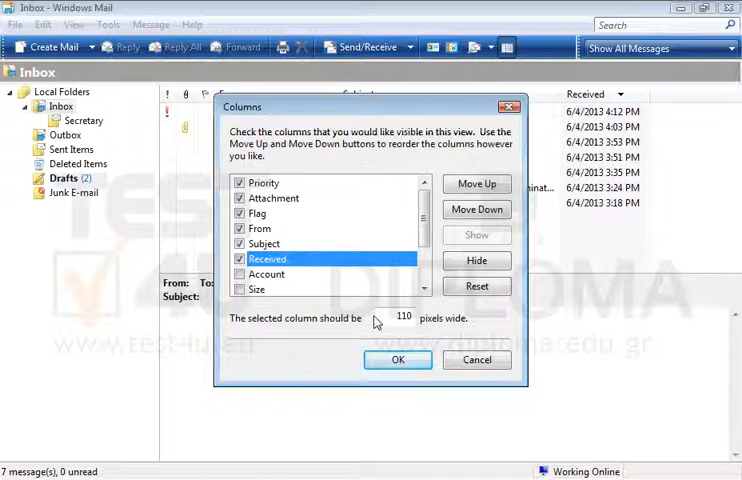 Inbox - Windows Mail
File Edit View Tools Message Help
Search
Create Mail Reply Reply All Forward Send/Receive Show All Messages
Inbox
Local Folders
Inbox
Secretary
Outbox
Sent Items
Deleted Items
Drafts (2)
Junk E-mail
! Received
! 6/4/2013 4:12 PM
6/4/2013 4:03 PM
6/4/2013 3:53 PM
6/4/2013 3:51 PM
6/4/2013 3:35 PM
6/4/2013 3:24 PM
6/4/2013 3:18 PM
From: To:
Subject:
Columns
Check the columns that you would like visible in this view. Use the
Move Up and Move Down buttons to reorder the columns however
you like.
Priority
Attachment
Flag
From
Subject
Received
Account
Size
Move Up
Move Down
Show
Hide
Reset
The selected column should be 110 pixels wide.
OK Cancel
TEST
4U DIPLOMA
www.test4u.eu www.diplomacedu.gr
7 message(s), 0 unread Working Online